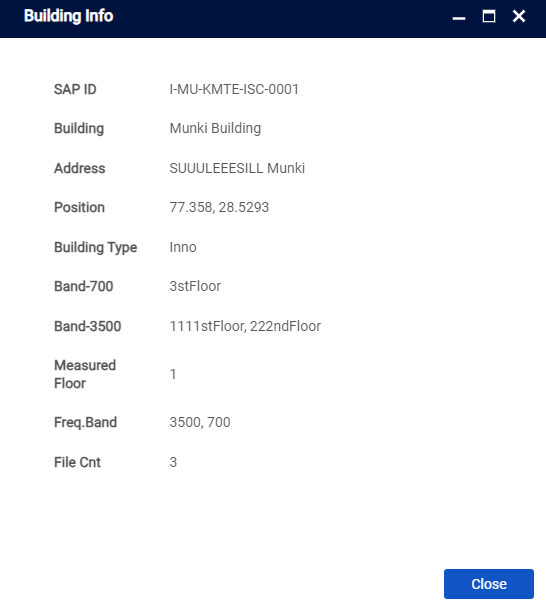 Building Info
SAP ID I-MU-KMTE-ISC-0001
Building Munki Building
Address SUUULEEESILL Munki
Position 77.358, 28.5293
Building Type Inno
Band-700 3stFloor
Band-3500 1111stFloor, 222ndFloor
Measured
Floor 1
Freq.Band 3500, 700
File Cnt 3
Close